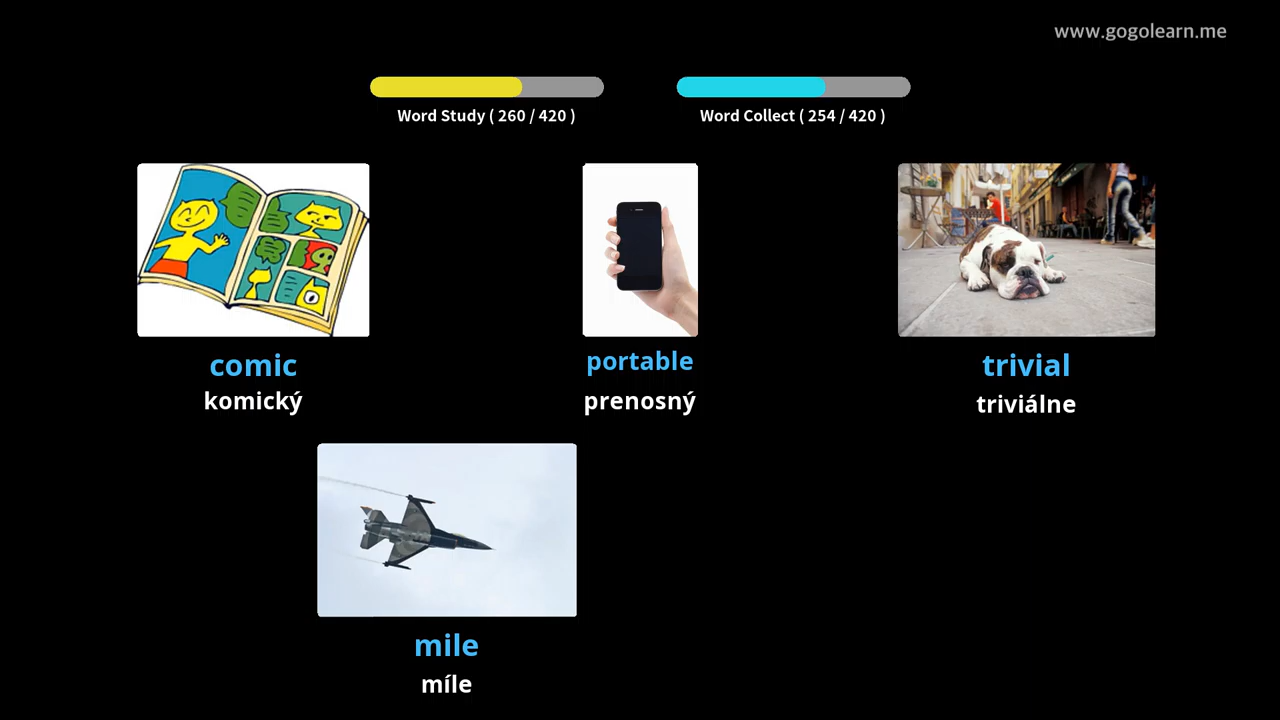 www.gogolearn.me
Word Study ( 260 / 420 )
Word Collect ( 254 / 420 )
comic
komický
portable
prenosný
trivial
triviálne
mile
míle